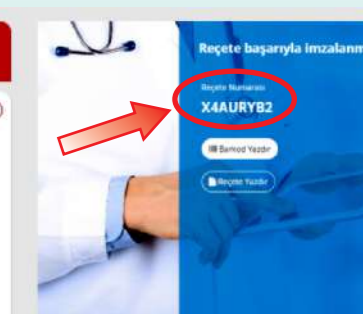 Reçete başarıyla imzalanm
Reçete Numarası
X4AURYB2
Barkod Yazdır
Reçete Yazdır